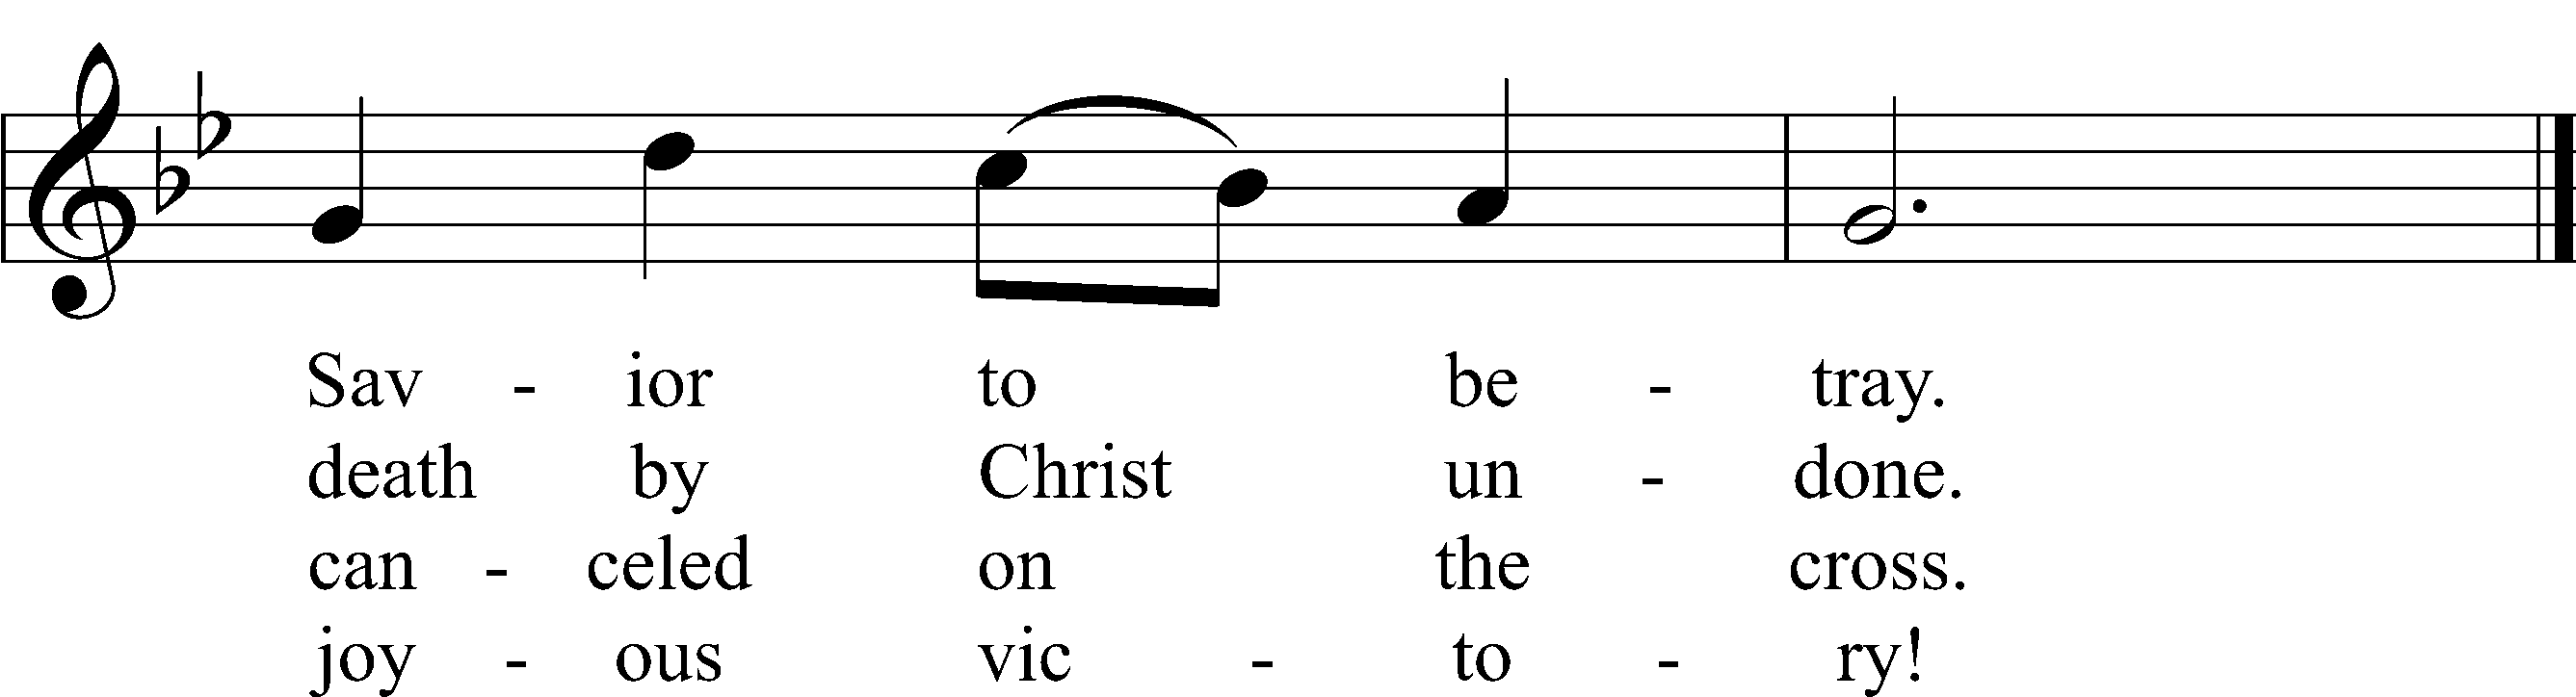 Sav - ior to be - tray.
death by Christ un - done.
can - celed on the cross.
joy - ous vic - to - ry!